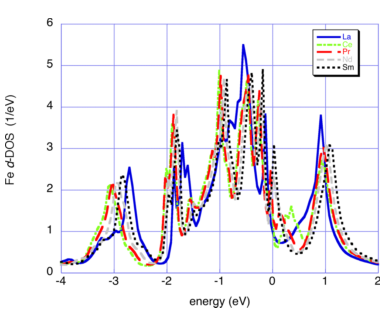 6
5
4
3
2
1
0
Fe d-DOS (1/eV)
La
Ce
Pr
Nd
Sm
-4 -3 -2 -1 0 1 2
energy (eV)